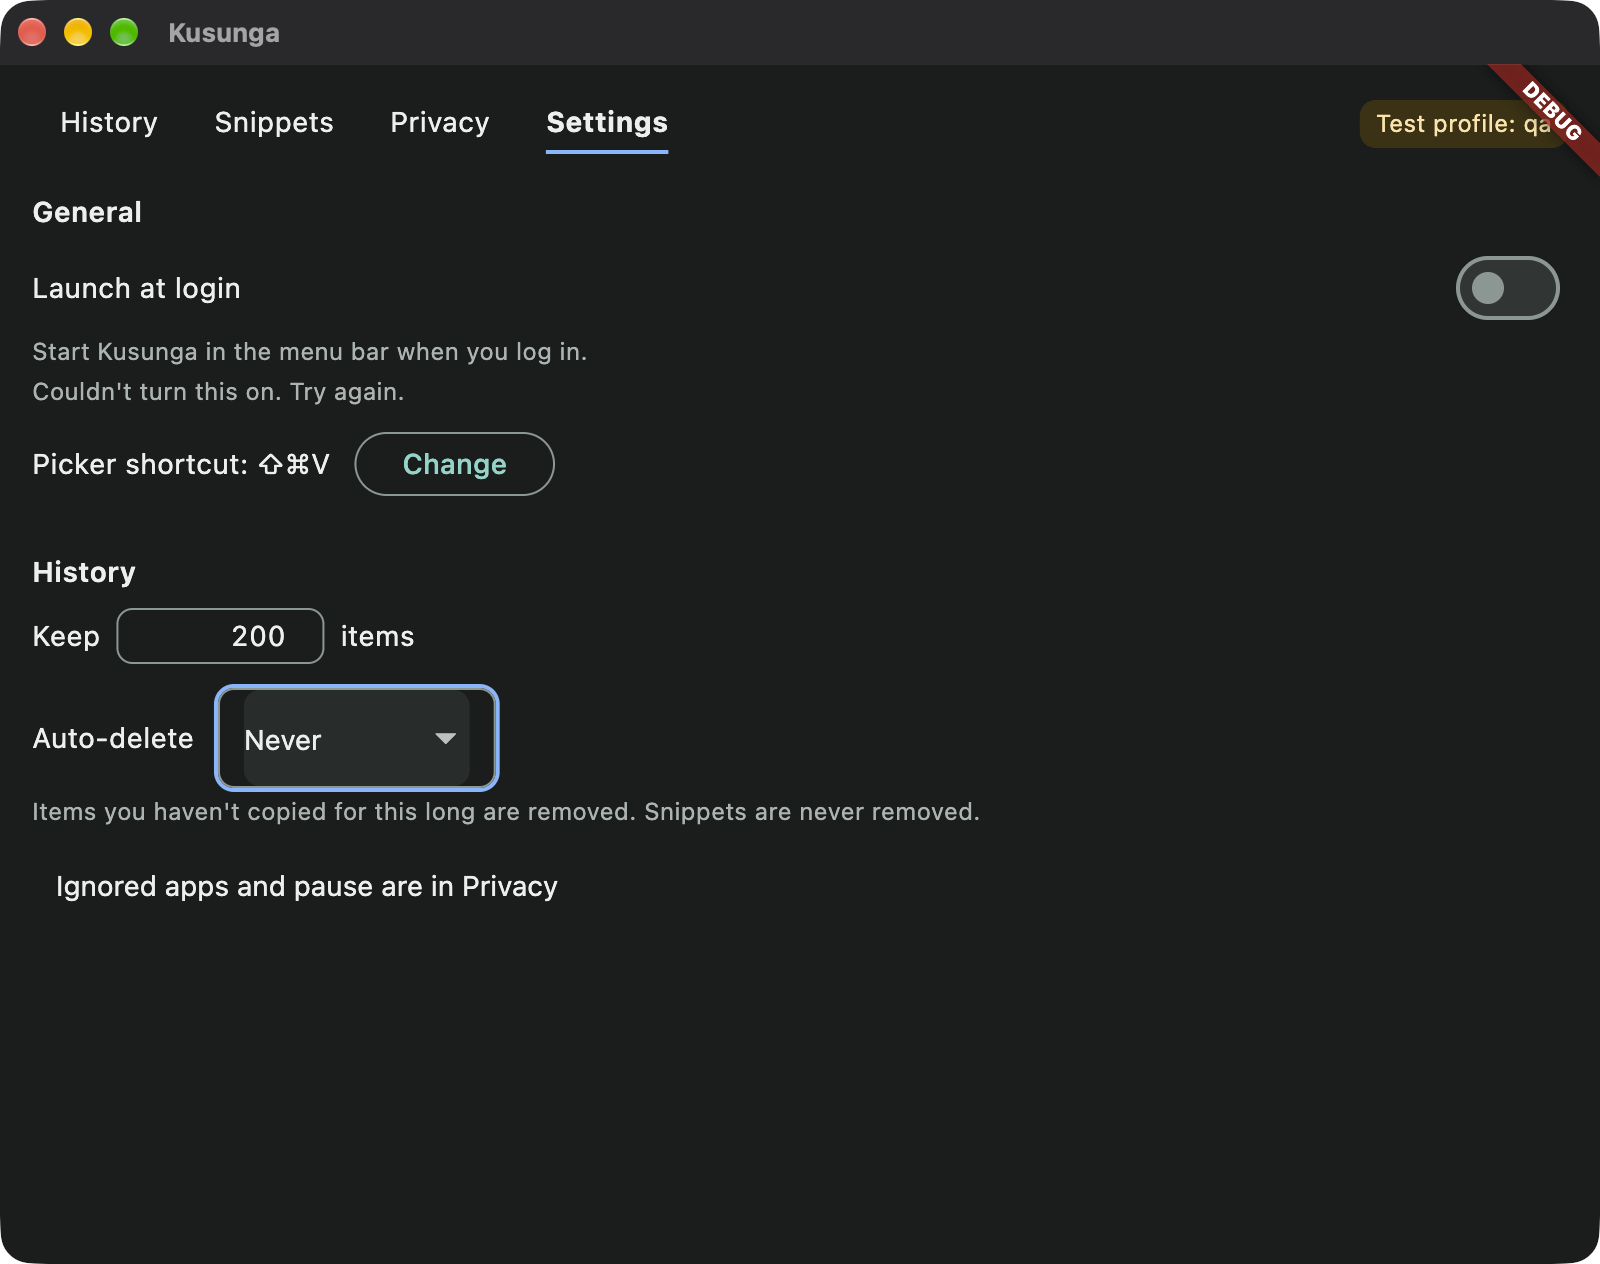 Kusunga
History Snippets Privacy Settings
Test profile: qa
DEBUG
General
Launch at login
Start Kusunga in the menu bar when you log in.
Couldn't turn this on. Try again.
Picker shortcut: ⇧⌘V Change
History
Keep 200 items
Auto-delete Never
Items you haven't copied for this long are removed. Snippets are never removed.
Ignored apps and pause are in Privacy